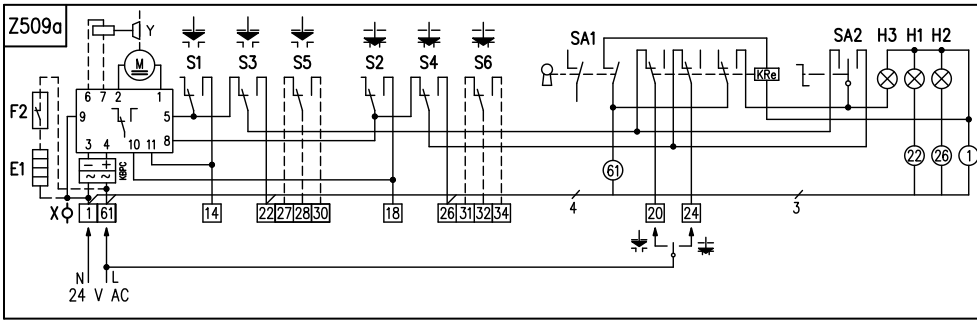 Z509a
Y
M
S1 S3 S5 S2 S4 S6 SA1 SA2 H3 H1 H2
KRe
6 7 2 1
F2 9 5
8
3 4 10 11
E1 − + ~ ~ KBPC
61 22 26 1
4 3
X 1 61 14 22 27 28 30 18 26 31 32 34 20 24
N L
24 V AC